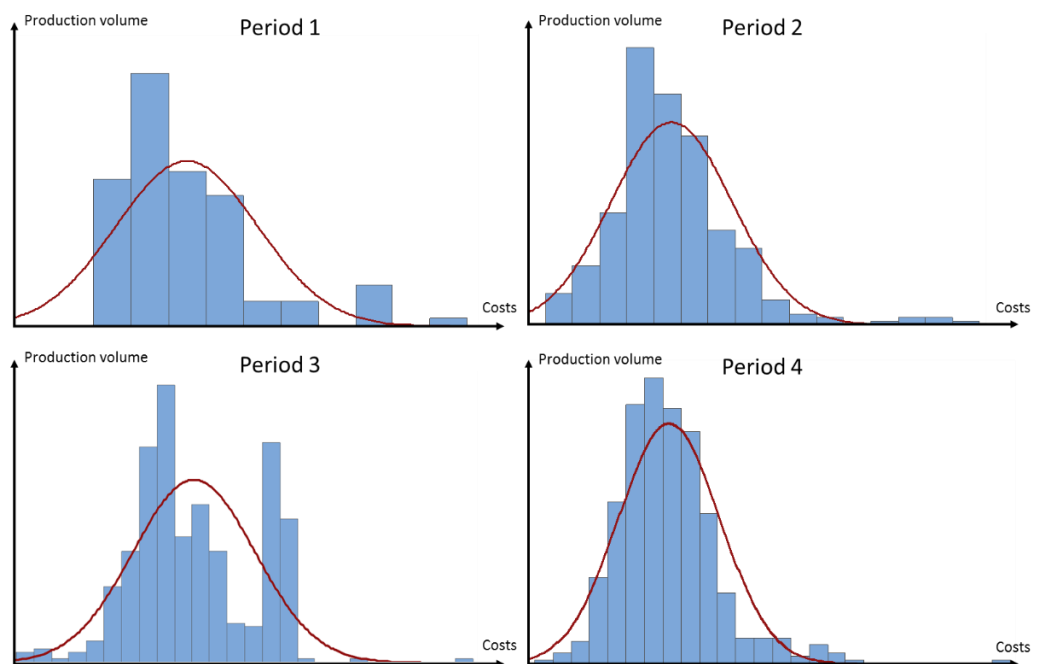 Production volume
Period 1
Costs
Production volume
Period 2
Costs
Production volume
Period 3
Costs
Production volume
Period 4
Costs